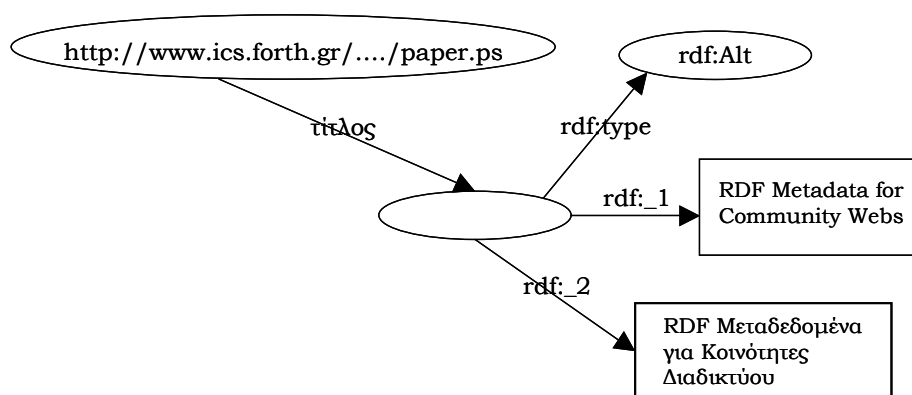 http://www.ics.forth.gr/..../paper.ps
rdf:Alt
τίτλος
rdf:type
rdf:_1
RDF Metadata for
Community Webs
rdf:_2
RDF Μεταδεδομένα
για Κοινότητες
Διαδικτύου